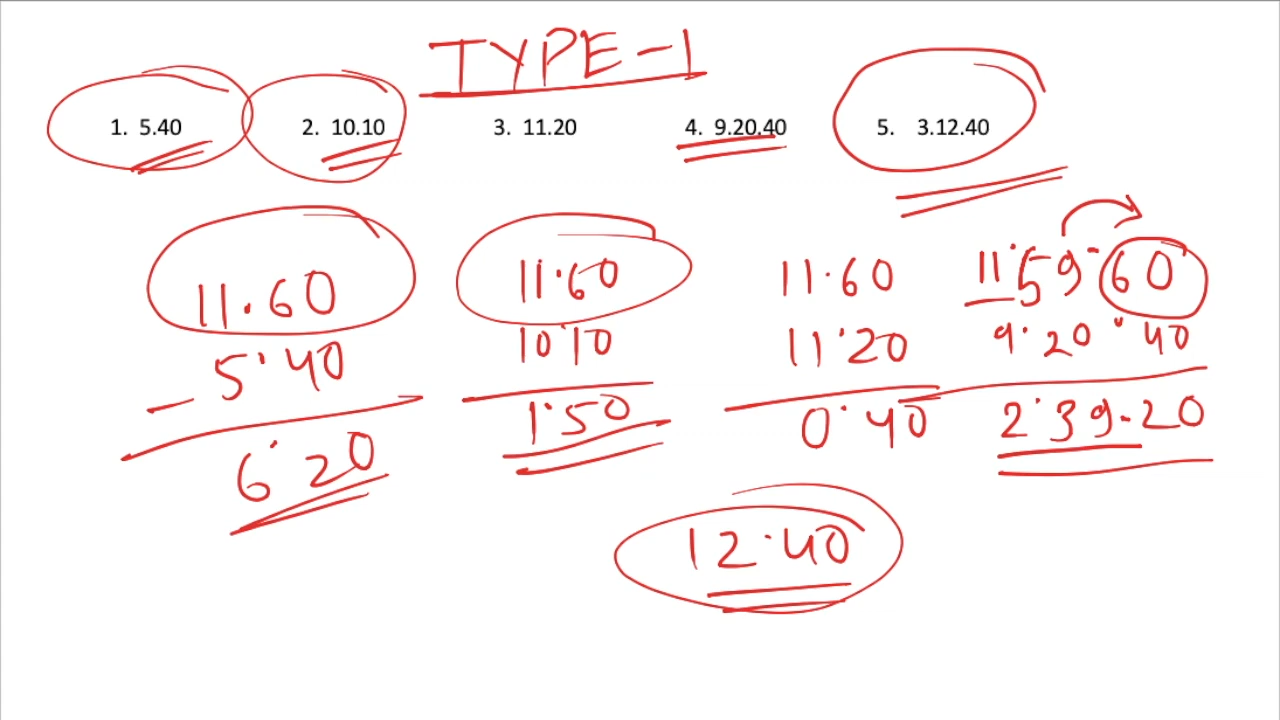 TYPE-1
1. 5.40 2. 10.10 3. 11.20 4. 9.20.40 5. 3.12.40
11.60 11.60 11.60 11.59.60
5.40 10.10 11.20 9.20.40
- 6.20 1.50 0.40 2.39.20
12.40